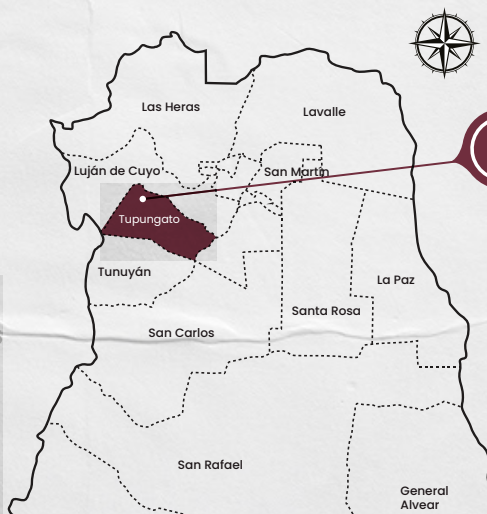 Las Heras
Lavalle
Luján de Cuyo
San Martín
Tupungato
Tunuyán
La Paz
Santa Rosa
San Carlos
San Rafael
General
Alvear